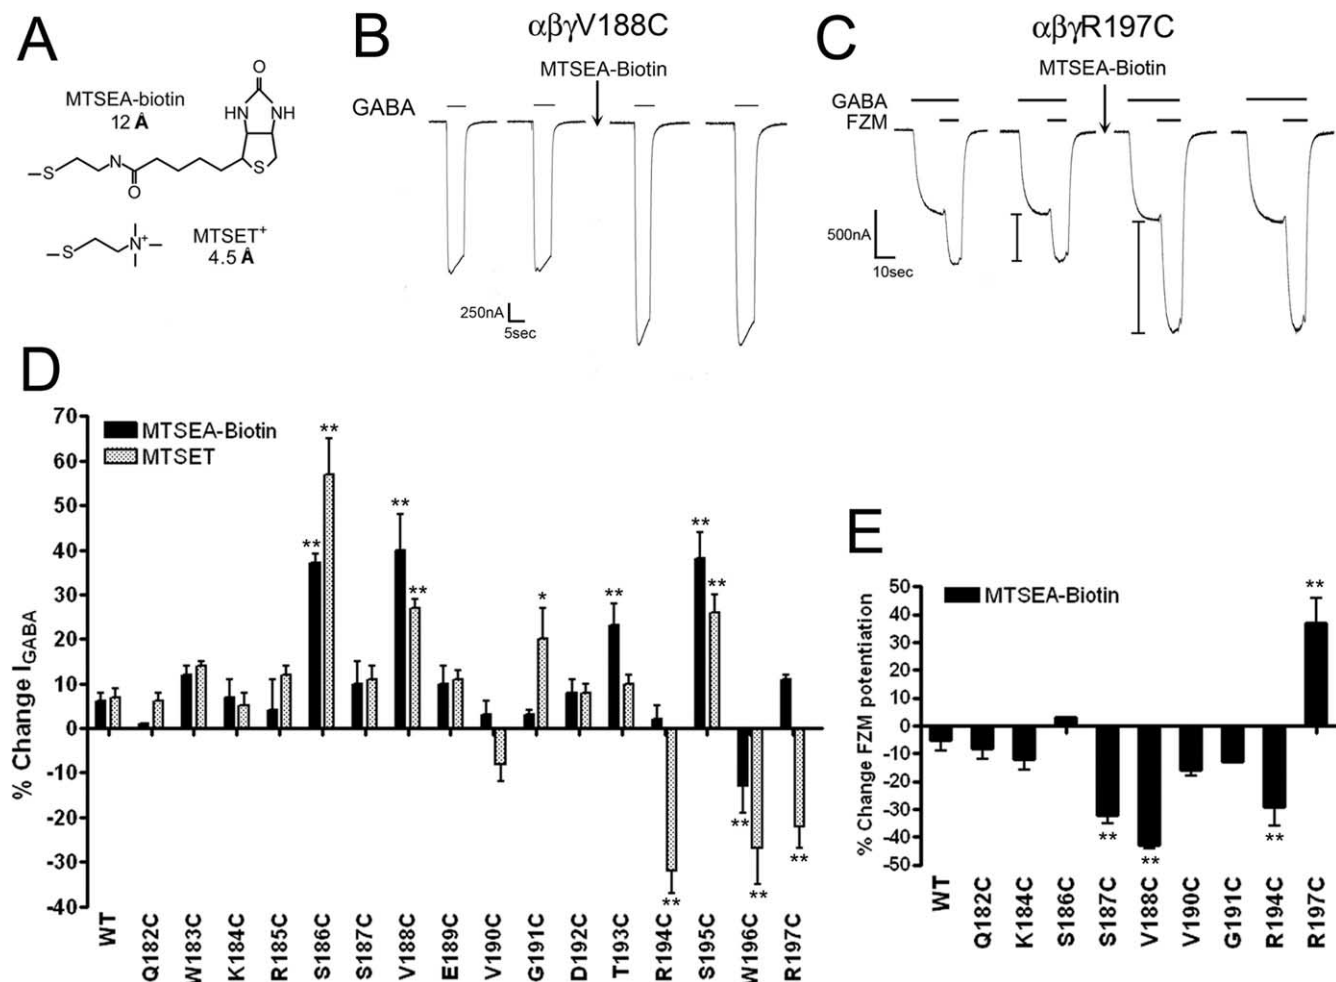 A
MTSEA-biotin
12 Å
O
HN
NH
S
N
O
S
S
N+
MTSET+
4.5 Å
B
αβγV188C
MTSEA-Biotin
GABA
250nA
5sec
C
αβγR197C
MTSEA-Biotin
GABA
FZM
500nA
10sec
D
% Change IGABA
70
60
50
40
30
20
10
0
-10
-20
-30
-40
MTSEA-Biotin
MTSET
**
**
**
**
*
**
**
**
**
**
**
**
WT
Q182C
W183C
K184C
R185C
S186C
S187C
V188C
E189C
V190C
G191C
D192C
T193C
R194C
S195C
W196C
R197C
E
% Change FZM potentiation
50
40
30
20
10
0
-10
-20
-30
-40
-50
MTSEA-Biotin
**
**
**
**
WT
Q182C
K184C
S186C
S187C
V188C
V190C
G191C
R194C
R197C